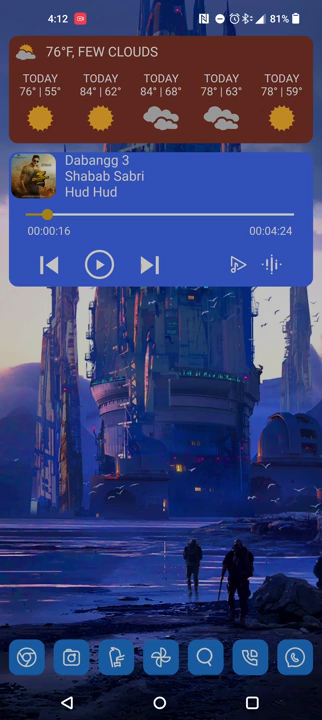 4:12
81%
76°F, FEW CLOUDS
TODAY TODAY TODAY TODAY TODAY
76° | 55° 84° | 62° 84° | 68° 78° | 63° 78° | 59°
Dabangg 3
Shabab Sabri
Hud Hud
00:00:16 00:04:24